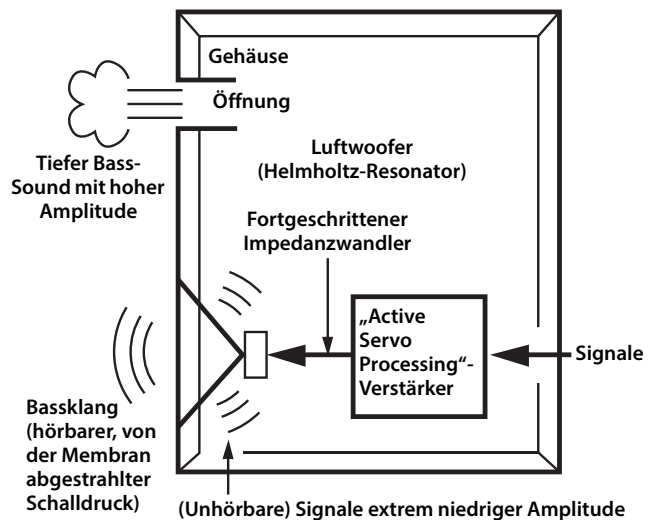 Gehäuse
Öffnung
Tiefer Bass-
Sound mit hoher
Amplitude
Luftwoofer
(Helmholtz-Resonator)
Fortgeschrittener
Impedanzwandler
„Active
Servo
Processing“-
Verstärker
Signale
Bassklang
(hörbarer, von
der Membran
abgestrahlter
Schalldruck)
(Unhörbare) Signale extrem niedriger Amplitude